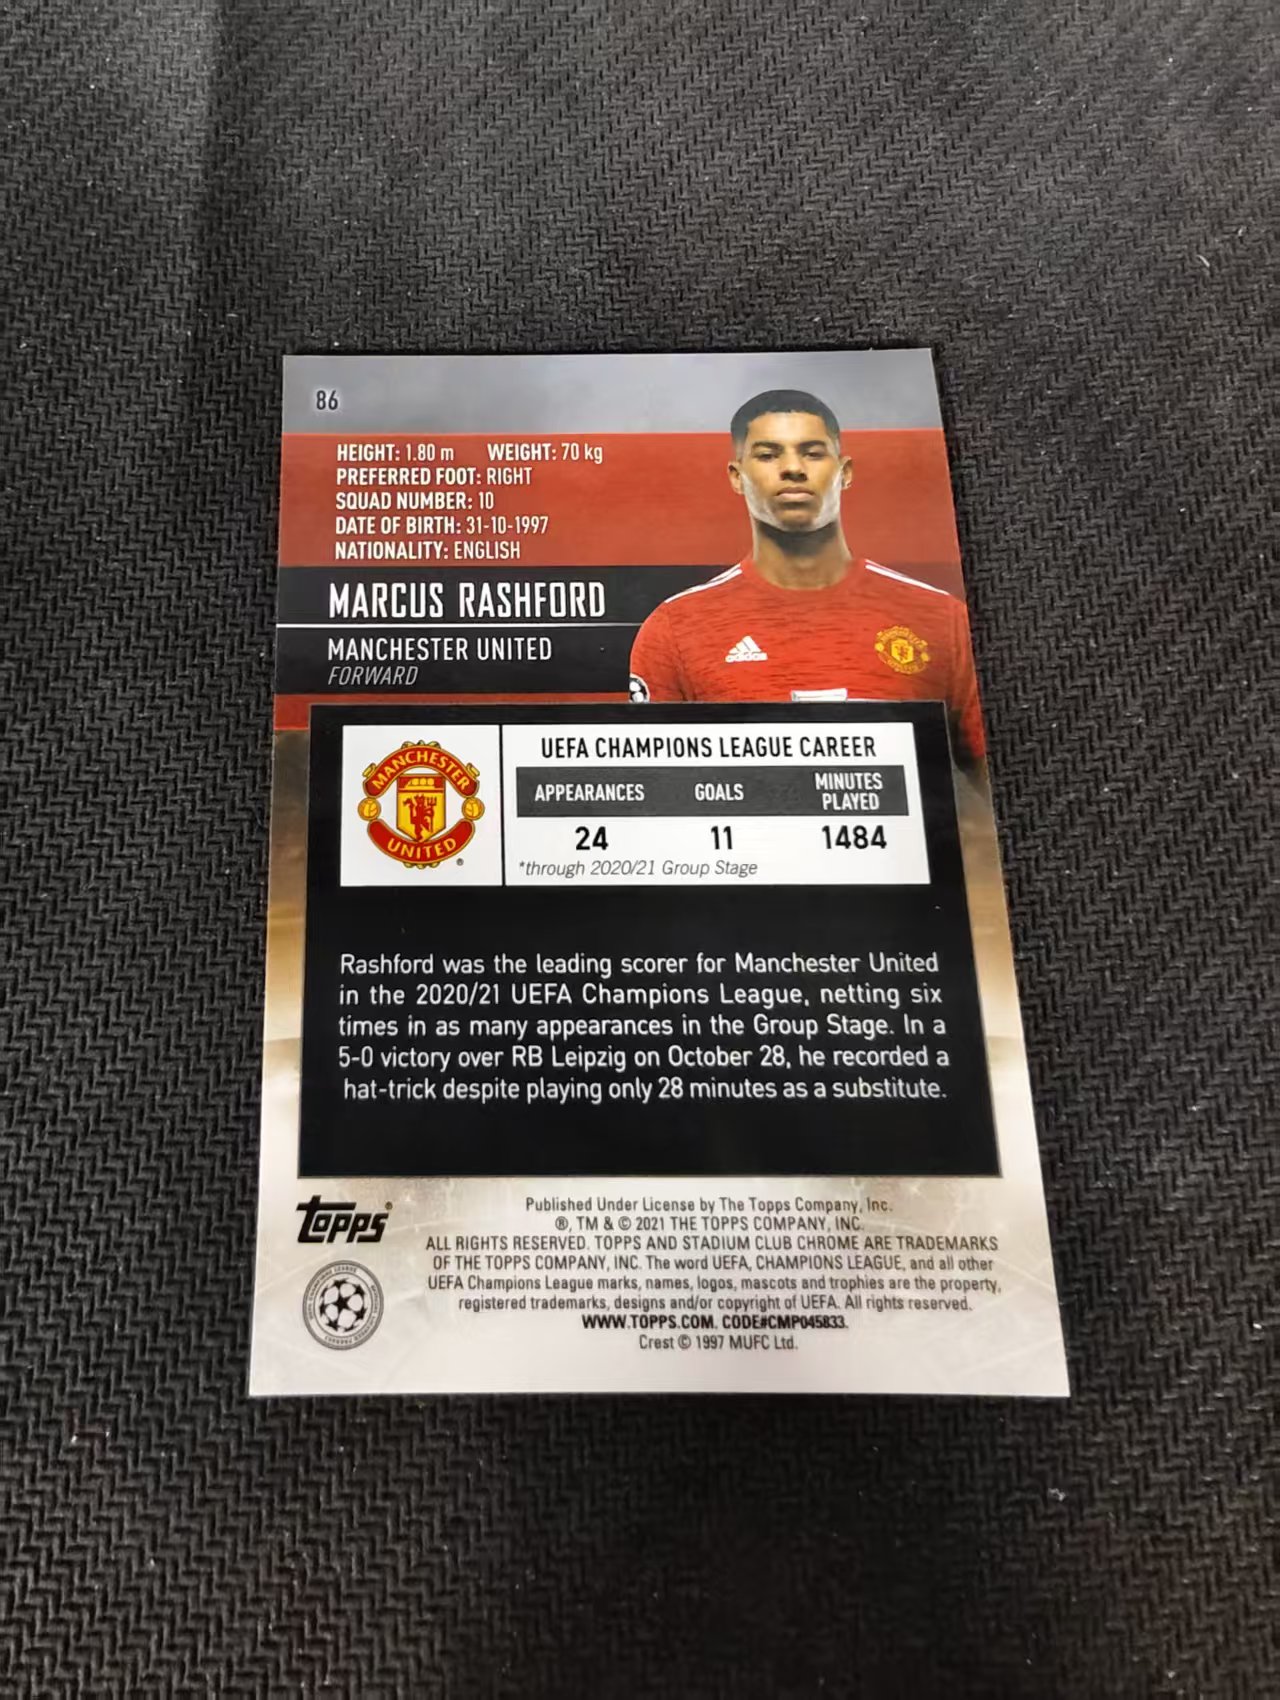 86
HEIGHT: 1.80 m WEIGHT: 70 kg
PREFERRED FOOT: RIGHT
SQUAD NUMBER: 10
DATE OF BIRTH: 31-10-1997
NATIONALITY: ENGLISH
MARCUS RASHFORD
MANCHESTER UNITED
FORWARD
adidas
MANCHESTER
UNITED
®
UEFA CHAMPIONS LEAGUE CAREER
APPEARANCES GOALS MINUTES PLAYED
24 11 1484
*through 2020/21 Group Stage
Rashford was the leading scorer for Manchester United
in the 2020/21 UEFA Champions League, netting six
times in as many appearances in the Group Stage. In a
5-0 victory over RB Leipzig on October 28, he recorded a
hat-trick despite playing only 28 minutes as a substitute.
topps®
Published Under License by The Topps Company, Inc.
®, TM & © 2021 THE TOPPS COMPANY, INC.
ALL RIGHTS RESERVED. TOPPS AND STADIUM CLUB CHROME ARE TRADEMARKS
OF THE TOPPS COMPANY, INC. The word UEFA, CHAMPIONS LEAGUE, and all other
UEFA Champions League marks, names, logos, mascots and trophies are the property,
registered trademarks, designs and/or copyright of UEFA. All rights reserved.
WWW.TOPPS.COM. CODE#CMP045833.
Crest © 1997 MUFC Ltd.